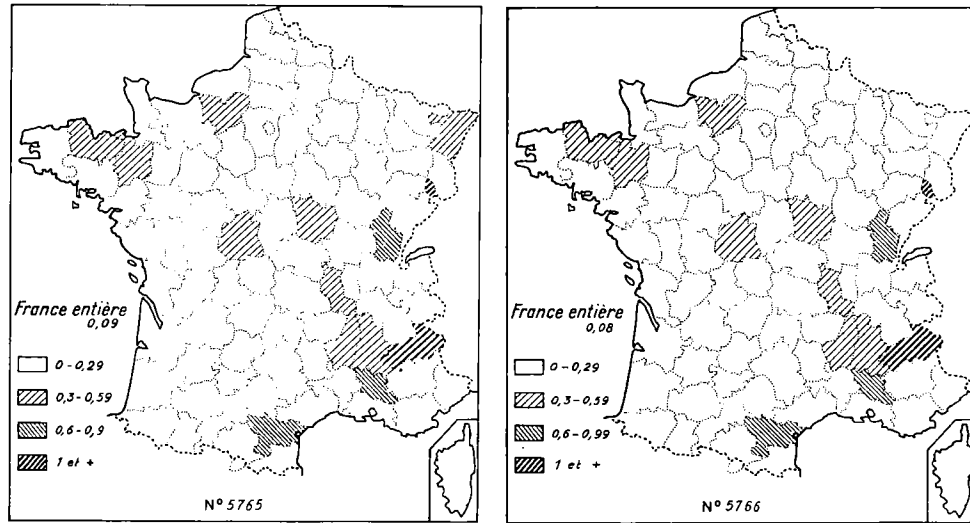 France entière
0,09
0-0,29
0,3-0,59
0,6-0,9
1 et +
N° 5765
France entière
0,08
0-0,29
0,3-0,59
0,6-0,99
1 et +
N° 5766